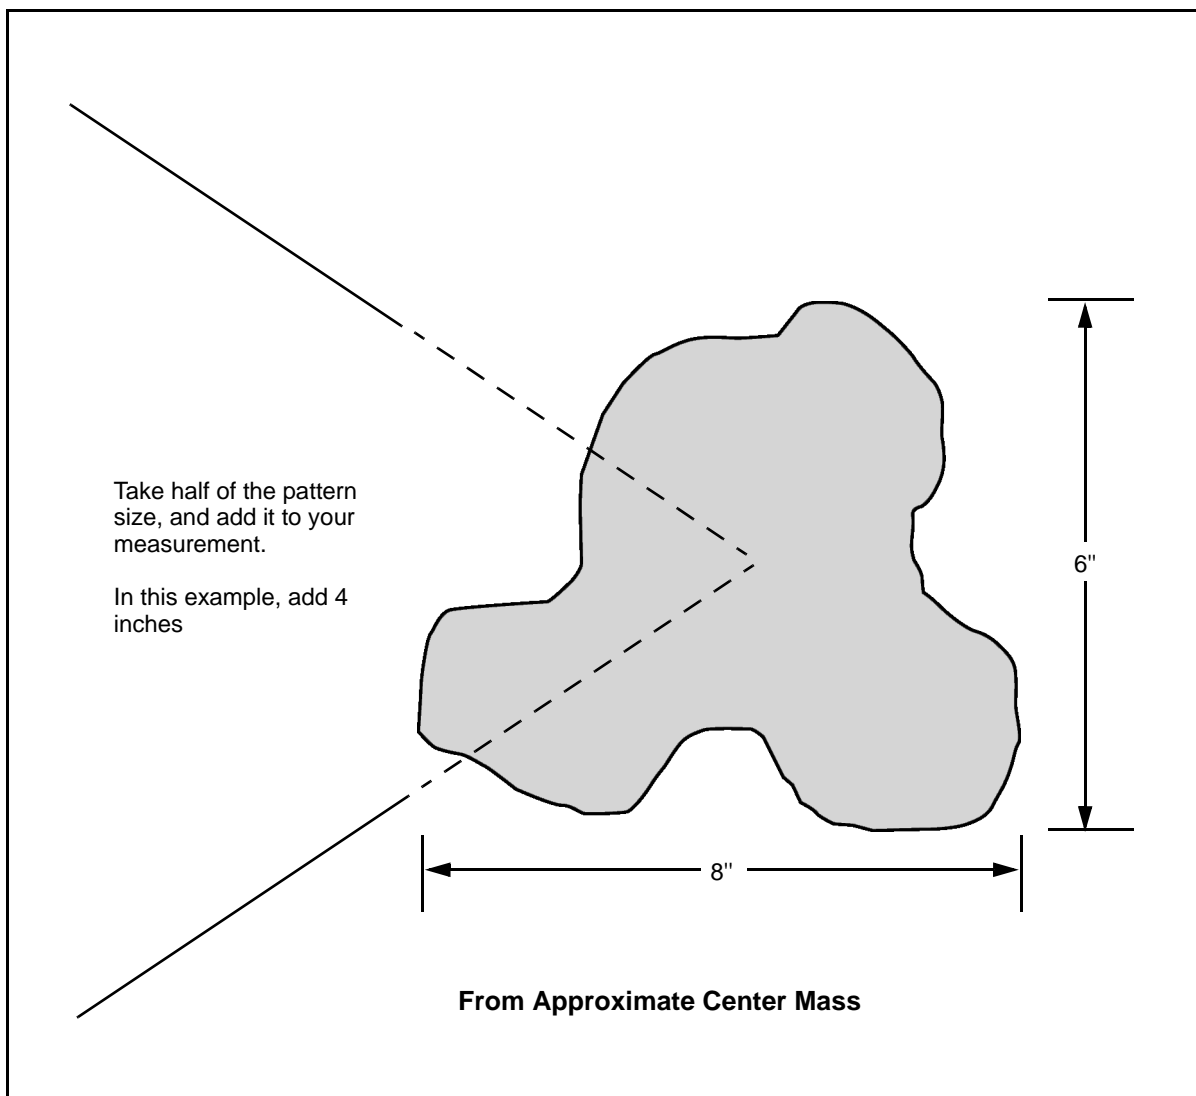 Take half of the pattern
size, and add it to your
measurement.
In this example, add 4
inches
6"
8"
From Approximate Center Mass